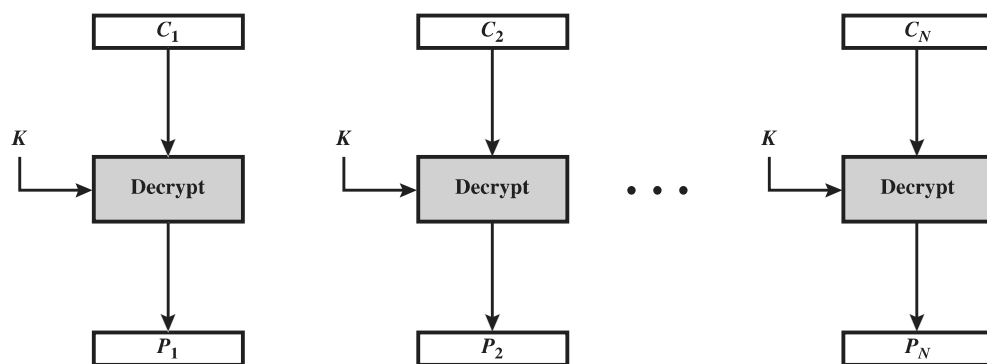 C1 C2 CN
K K K
Decrypt Decrypt • • • Decrypt
P1 P2 PN